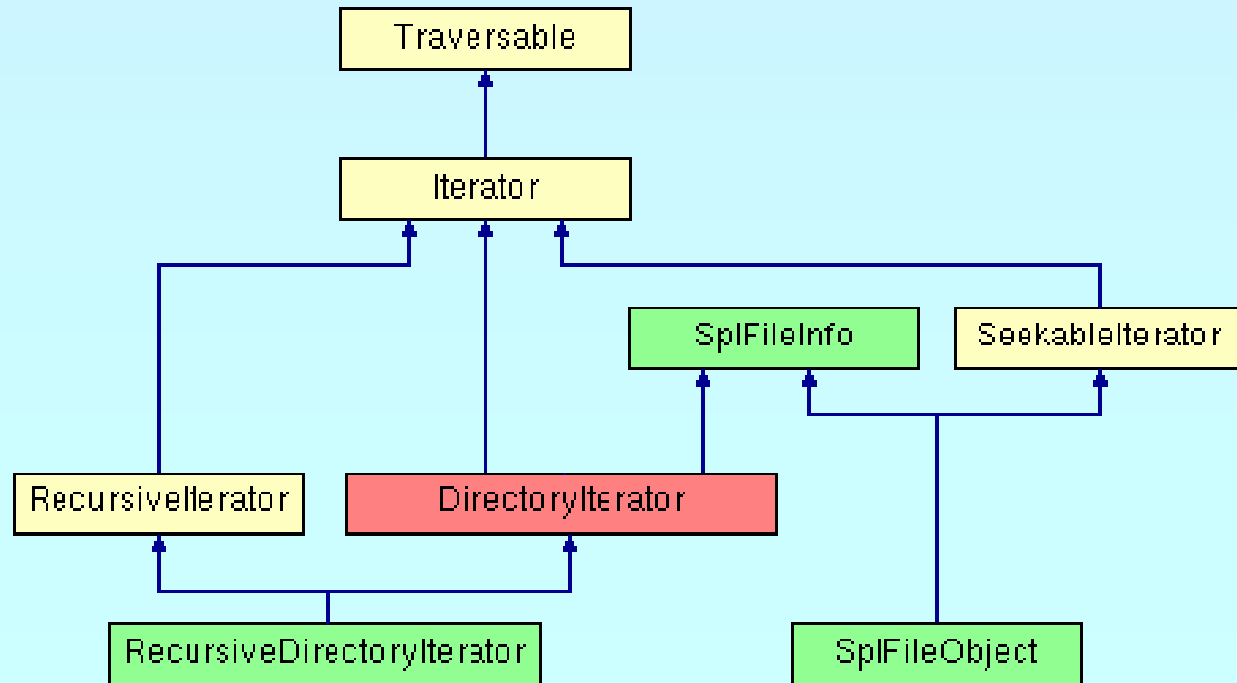 Traversable
Iterator
SplFileInfo
SeekableIterator
RecursiveIterator
DirectoryIterator
RecursiveDirectoryIterator
SplFileObject